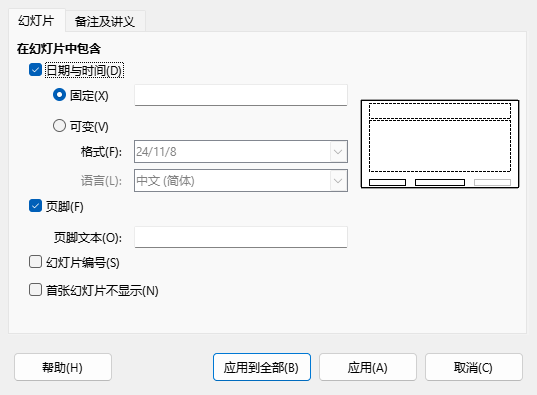 幻灯片 备注及讲义
在幻灯片中包含
日期与时间(D)
固定(X)
可变(V)
格式(F): 24/11/8
语言(L): 中文 (简体)
页脚(F)
页脚文本(O):
幻灯片编号(S)
首张幻灯片不显示(N)
帮助(H) 应用到全部(B) 应用(A) 取消(C)